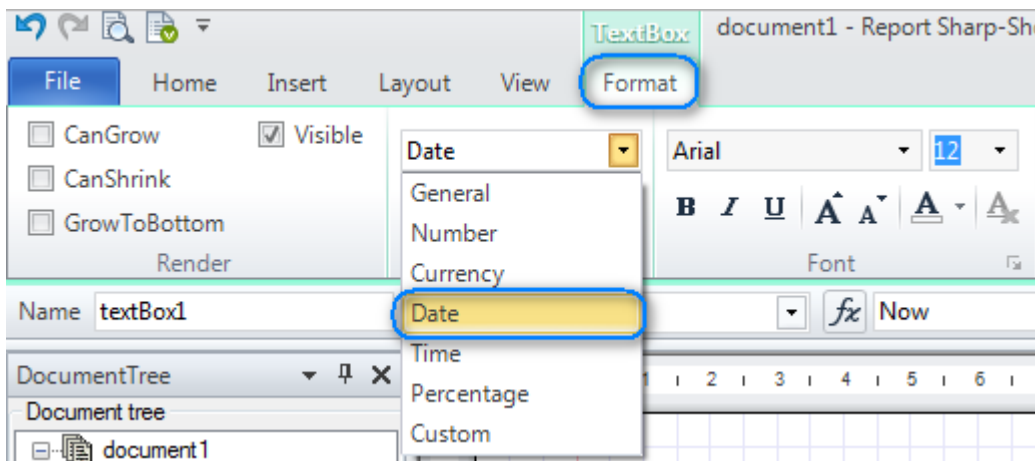 TextBox document1 - Report Sharp-Sh
File Home Insert Layout View Format
CanGrow Visible
CanShrink
GrowToBottom
Render
Date
General
Number
Currency
Date
Time
Percentage
Custom
Arial 12
B I U A A A A
Font
Name textBox1
fx Now
DocumentTree
Document tree
document1
1 2 3 4 5 6